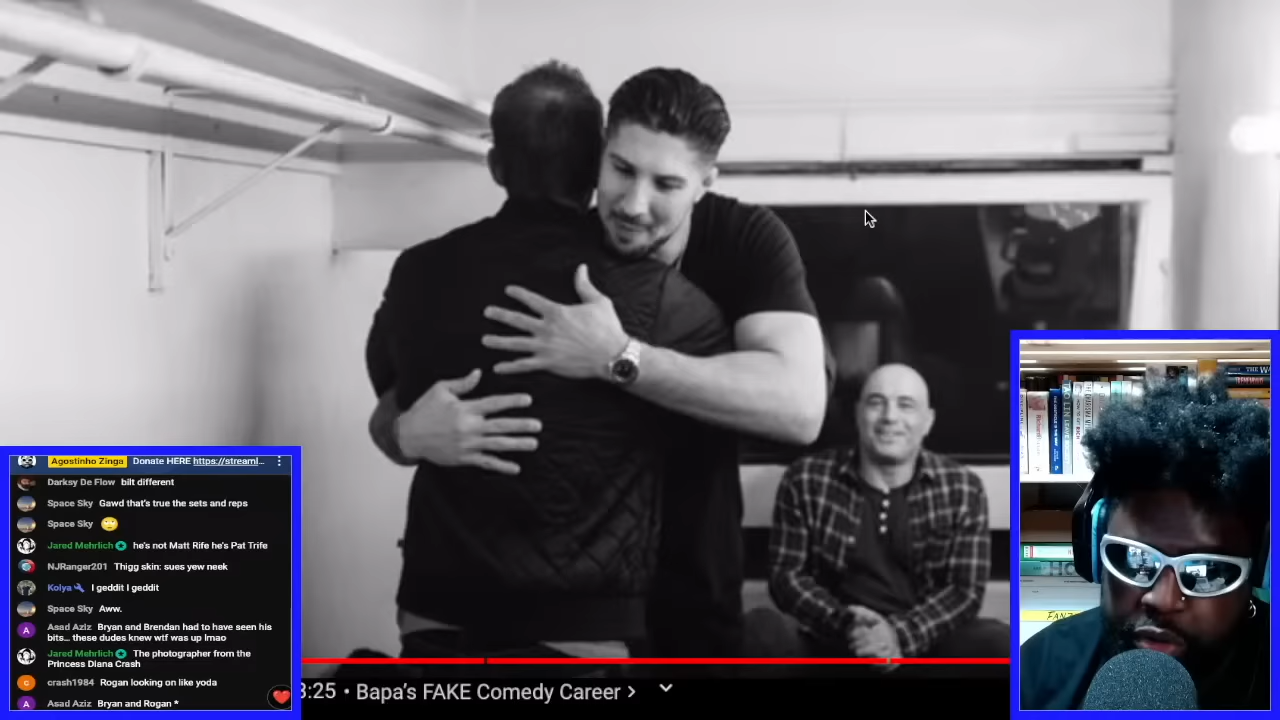 Agostinho Zinga Donate HERE https://streaml...
Darksy De Flow bilt different
Space Sky Gawd that's true the sets and reps
Space Sky 🙄
Jared Mehrlich he's not Matt Rife he's Pat Trife
NJRanger201 Thigg skin: sues yew neek
Kolya I geddit I geddit
Space Sky Aww.
Asad Aziz Bryan and Brendan had to have seen his
bits... these dudes knew wtf was up lmao
Jared Mehrlich The photographer from the
Princess Diana Crash
crash1984 Rogan looking on like yoda
Asad Aziz Bryan and Rogan *
3:25 • Bapa's FAKE Comedy Career >